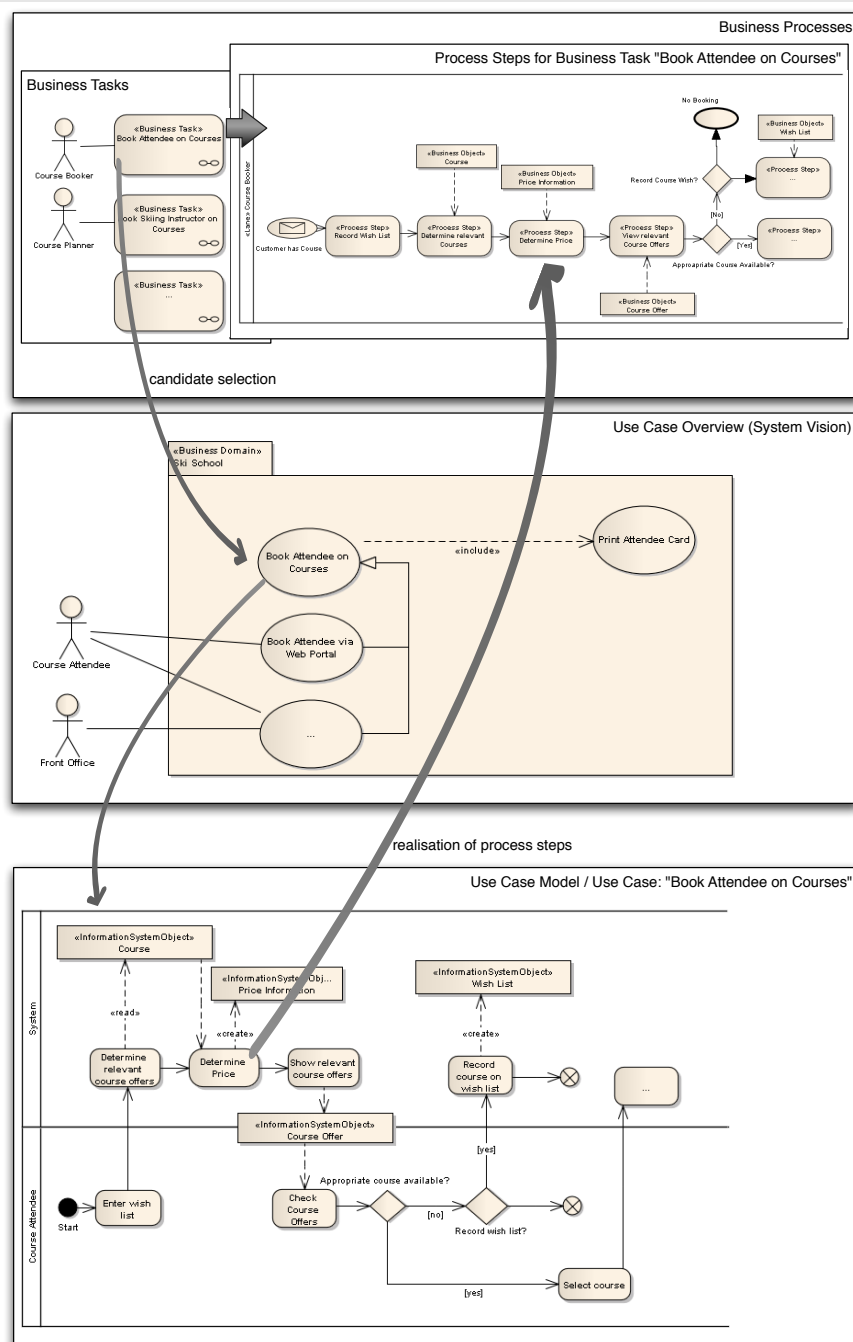 Business Processes
Process Steps for Business Task "Book Attendee on Courses"
Business Tasks
«Business Task»
Book Attendee on Courses
Course Booker
«Business Task»
ook Skiing Instructor on
Courses
Course Planner
«Business Task»
...
«Lane» Course Booker
Customer has Couse
«Process Step»
Record Wish List
«Business Object»
Course
«Process Step»
Determine relevant
Courses
«Business Object»
Price Information
«Process Step»
Determine Price
«Process Step»
View relevant
Course Offers
«Business Object»
Course Offer
No Booking
Record Course Wish?
«Business Object»
Wish List
«Process Step»
...
[No]
[Yes]
«Process Step»
...
Approapriate Course Available?
candidate selection
Use Case Overview (System Vision)
«Business Domain»
Ski School
Book Attendee on
Courses
«include»
Print Attendee Card
Course Attendee
Book Attendee via
Web Portal
Front Office
...
realisation of process steps
Use Case Model / Use Case: "Book Attendee on Courses"
System
«InformationSystemObject»
Course
«InformationSystemObj...
Price Information
«InformationSystemObject»
Wish List
«read»
«create»
«create»
Determine
relevant
course offers
Determine
Price
Show relevant
course offers
Record
course on
wish list
...
«InformationSystemObject»
Course Offer
Course Attendee
[yes]
Start
Enter wish
list
Appropriate course available?
Check
Course
Offers
[no]
Record wish list?
[yes]
Select course